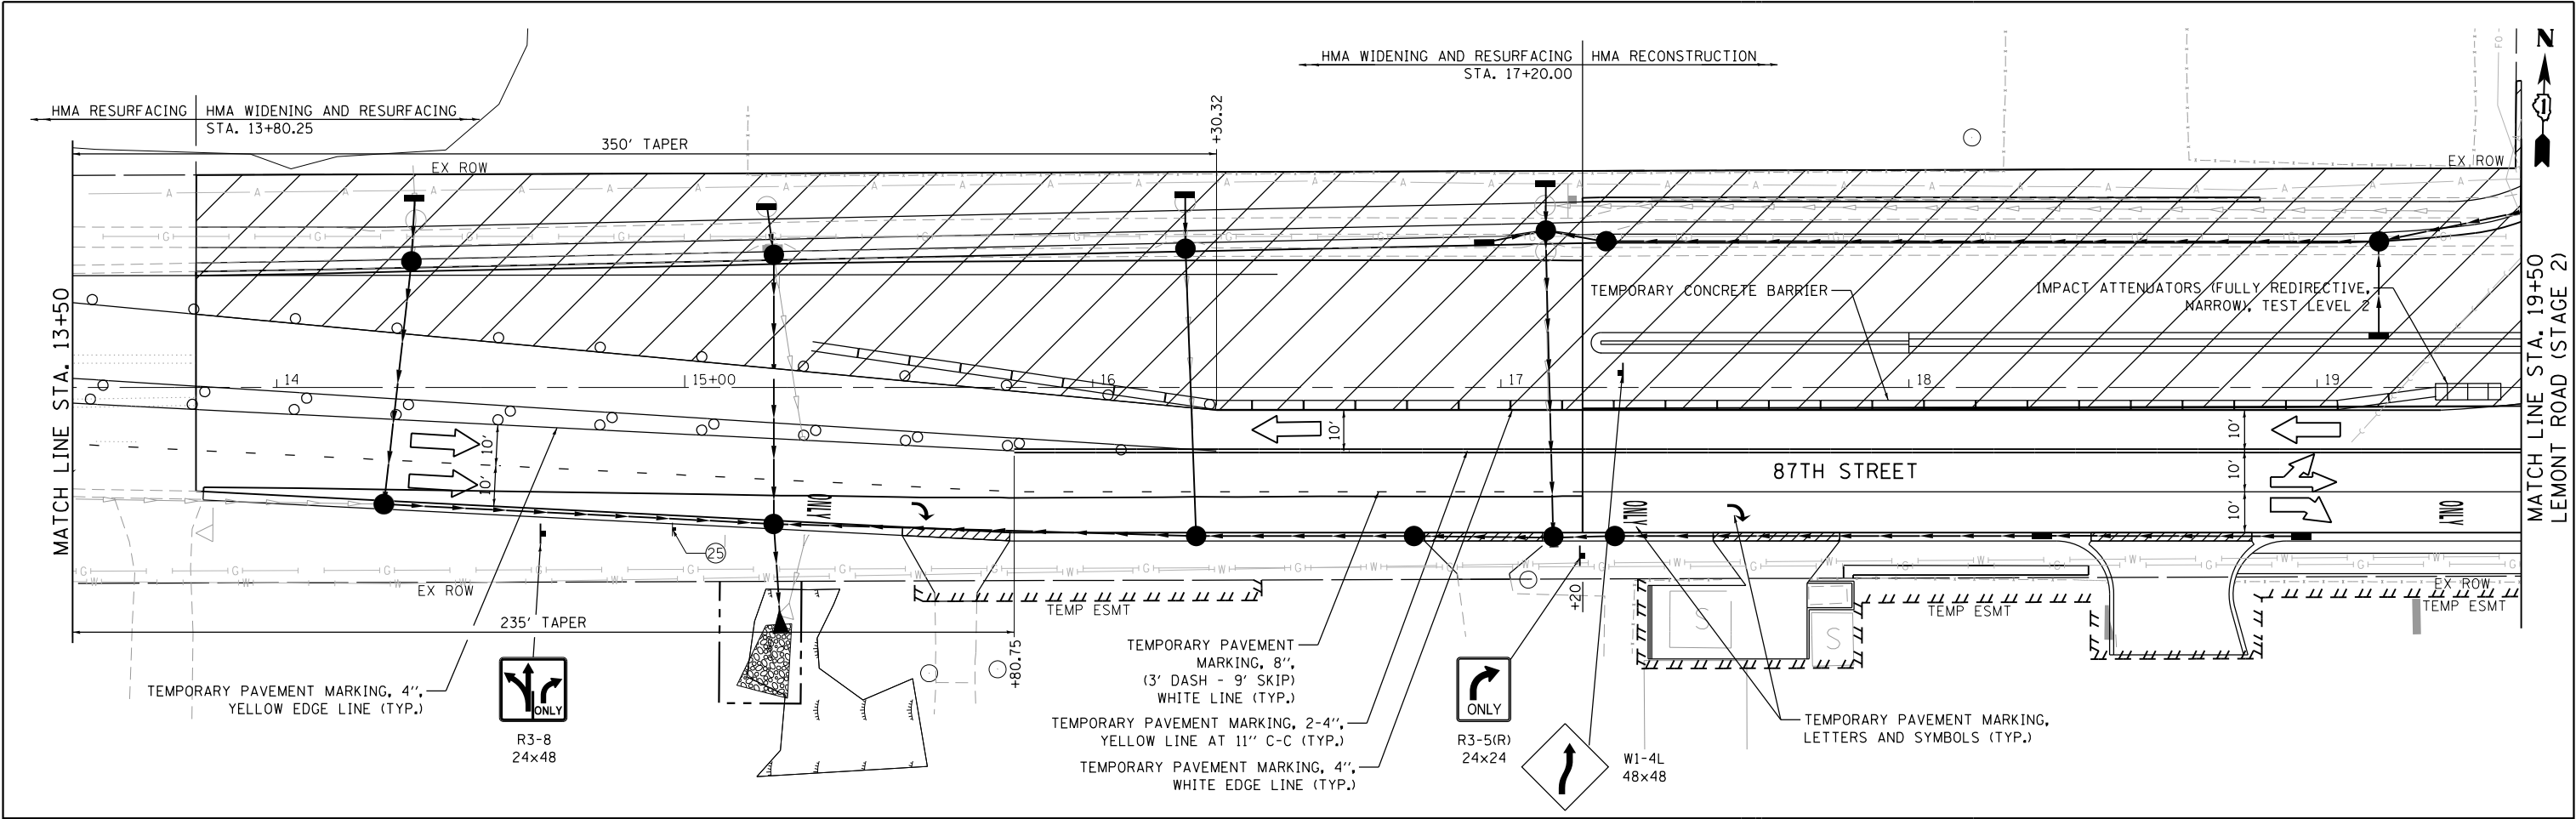 HMA WIDENING AND RESURFACING
HMA RECONSTRUCTION
STA. 17+20.00
N
1
FO
HMA RESURFACING
HMA WIDENING AND RESURFACING
STA. 13+80.25
+30.32
350' TAPER
EX ROW
EX ROW
MATCH LINE STA. 13+50
TEMPORARY CONCRETE BARRIER
IMPACT ATTENUATORS (FULLY REDIRECTIVE,
NARROW), TEST LEVEL 2
MATCH LINE STA. 19+50
LEMONT ROAD (STAGE 2)
14
15+00
16
17
18
19
10'
10'
10'
10'
10'
10'
87TH STREET
ONLY
ONLY
ONLY
25
EX ROW
TEMP ESMT
+20
S
S
TEMP ESMT
EX ROW
TEMP ESMT
235' TAPER
+80.75
TEMPORARY PAVEMENT MARKING, 4",
YELLOW EDGE LINE (TYP.)
ONLY
R3-8
24x48
TEMPORARY PAVEMENT
MARKING, 8",
(3' DASH - 9' SKIP)
WHITE LINE (TYP.)
TEMPORARY PAVEMENT MARKING, 2-4",
YELLOW LINE AT 11" C-C (TYP.)
TEMPORARY PAVEMENT MARKING, 4",
WHITE EDGE LINE (TYP.)
ONLY
R3-5(R)
24x24
W1-4L
48x48
TEMPORARY PAVEMENT MARKING,
LETTERS AND SYMBOLS (TYP.)